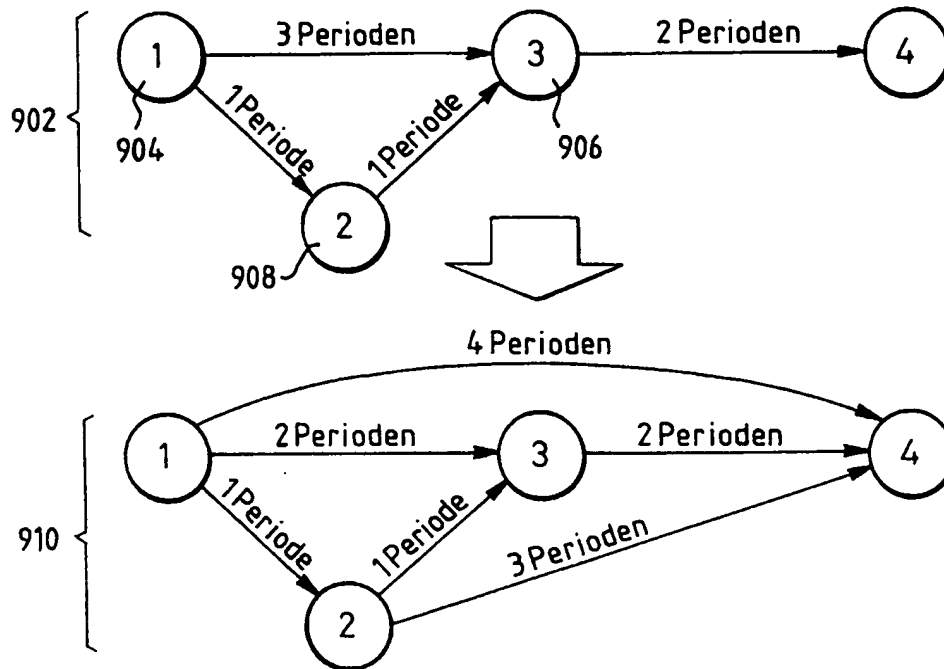 1
3 Perioden
3
2 Perioden
4
902
904
1 Periode
1 Periode
906
2
908
4 Perioden
1
2 Perioden
3
2 Perioden
4
910
1 Periode
1 Periode
3 Perioden
2